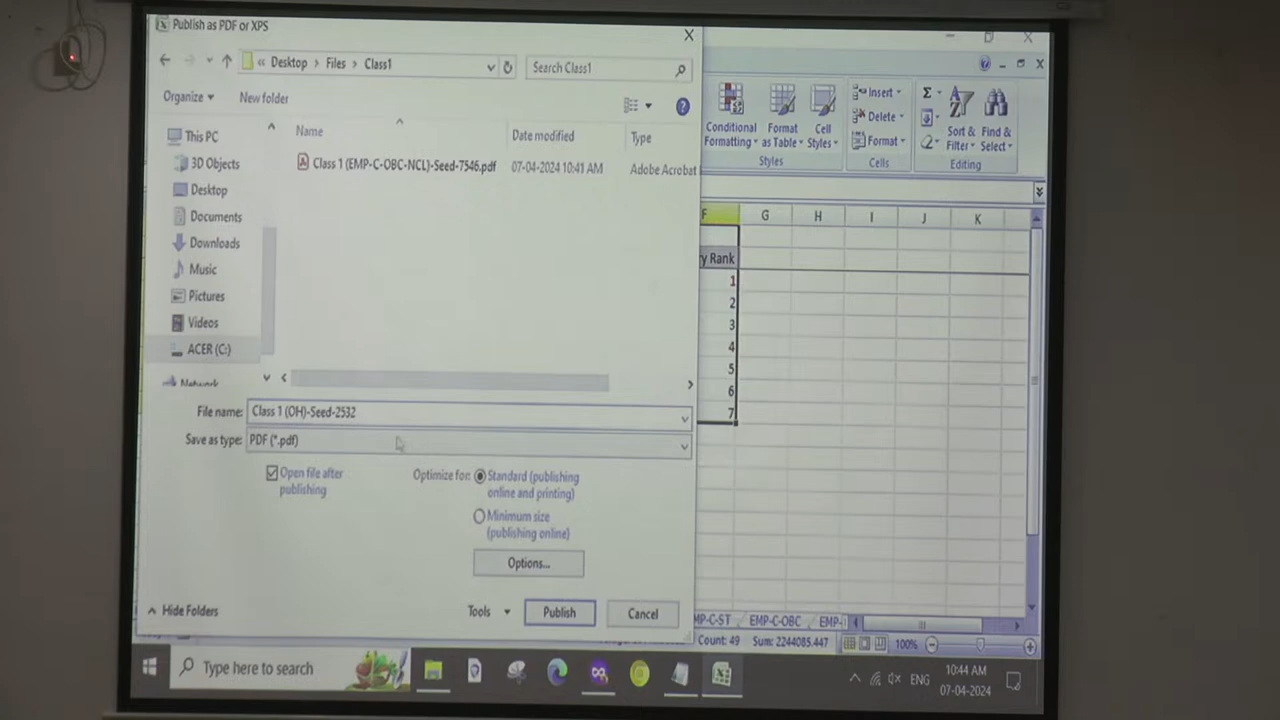 Publish as PDF or XPS
« Desktop › Files › Class1
Search Class1
Organize
New folder
This PC
3D Objects
Desktop
Documents
Downloads
Music
Pictures
Videos
ACER (C:)
Network
Name
Date modified
Type
Class 1 (EMP-C-OBC-NCL)-Seed-7546.pdf
07-04-2024 10:41 AM
Adobe Acrobat
File name: Class 1 (OH)-Seed-2532
Save as type: PDF (*.pdf)
Open file after
publishing
Optimize for:
Standard (publishing
online and printing)
Minimum size
(publishing online)
Options...
Hide Folders
Tools
Publish
Cancel
Conditional
Formatting
Format
as Table
Cell
Styles
Styles
Insert
Delete
Format
Cells
Σ
Sort &
Filter
Find &
Select
Editing
F G H I J K
ry Rank
1
2
3
4
5
6
7
MP-C-ST
EMP-C-OBC
EMP-
Count: 49
Sum: 2244085.447
100%
Type here to search
ENG
10:44 AM
07-04-2024